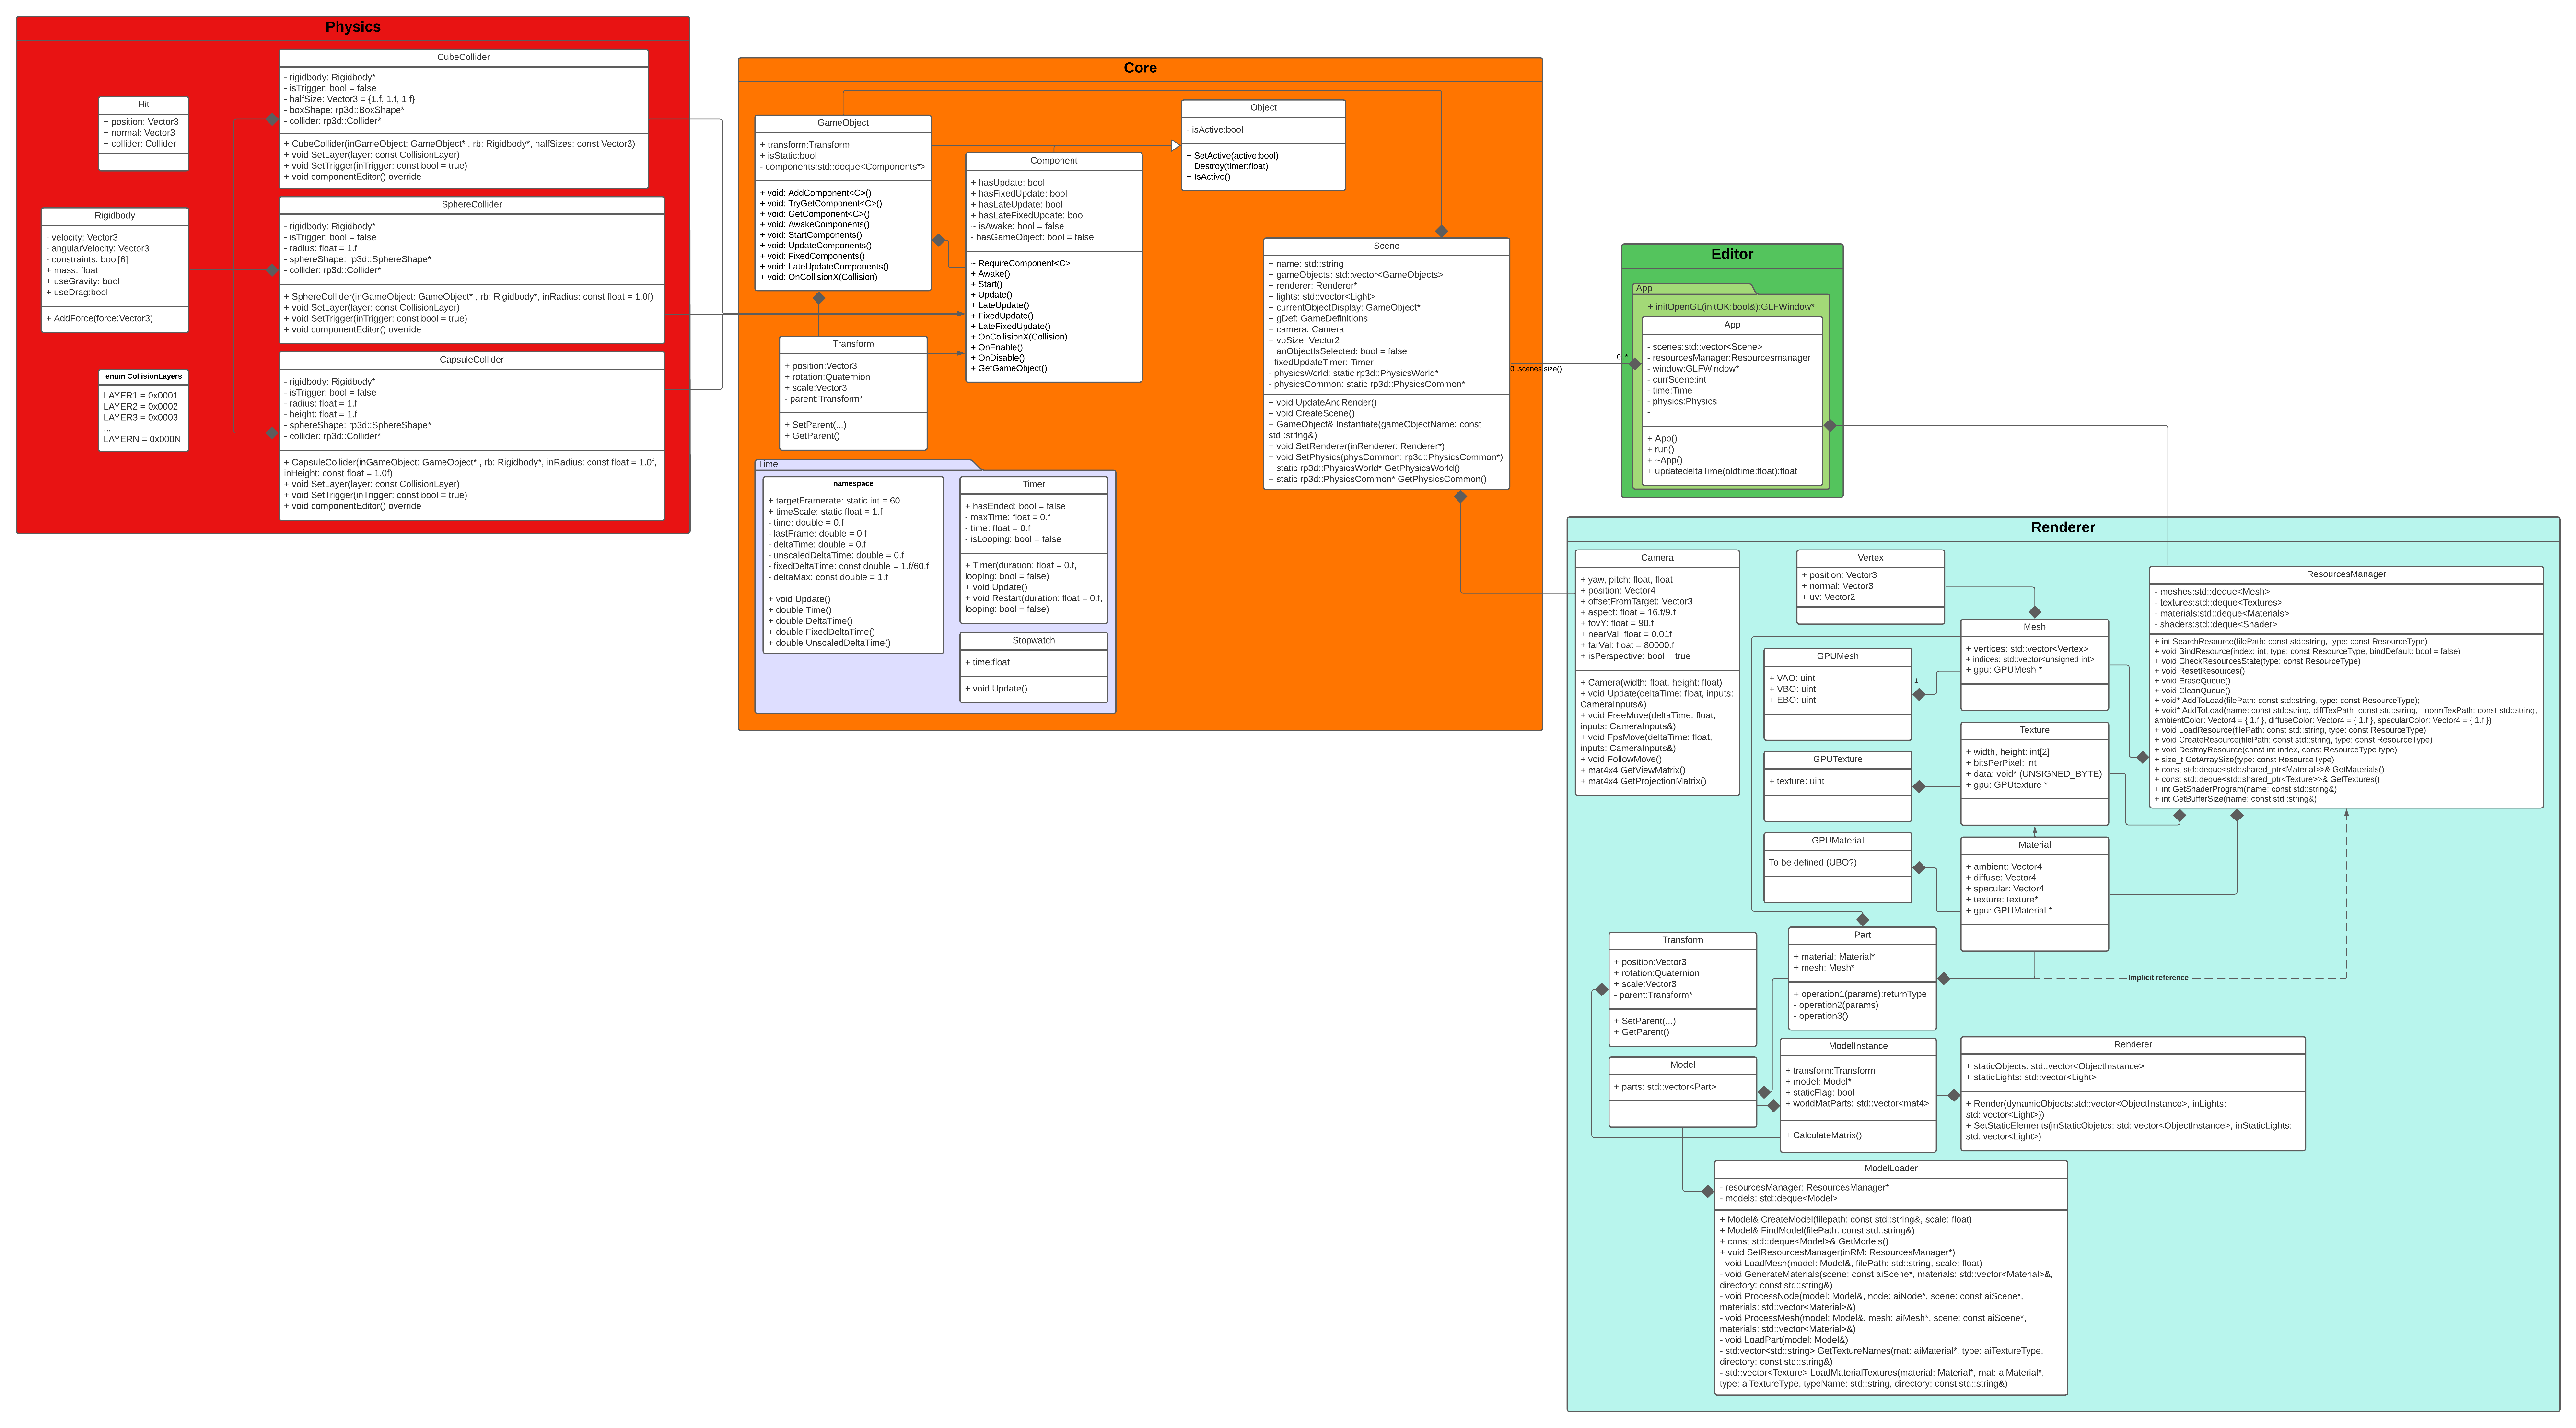 Physics
CubeCollider
- rigidbody: Rigidbody*
- isTrigger: bool = false
- halfSize: Vector3 = {1.f, 1.f, 1.f}
- boxShape: rp3d::BoxShape*
- collider: rp3d::Collider*
+ CubeCollider(inGameObject: GameObject* , rb: Rigidbody*, halfSizes: const Vector3)
+ void SetLayer(layer: const CollisionLayer)
+ void SetTrigger(inTrigger: const bool = true)
+ void componentEditor() override
Hit
+ position: Vector3
+ normal: Vector3
+ collider: Collider
SphereCollider
- rigidbody: Rigidbody*
- isTrigger: bool = false
- radius: float = 1.f
- sphereShape: rp3d::SphereShape*
- collider: rp3d::Collider*
+ SphereCollider(inGameObject: GameObject* , rb: Rigidbody*, inRadius: const float = 1.0f)
+ void SetLayer(layer: const CollisionLayer)
+ void SetTrigger(inTrigger: const bool = true)
+ void componentEditor() override
Rigidbody
- velocity: Vector3
- angularVelocity: Vector3
- constraints: bool[6]
+ mass: float
+ useGravity: bool
+ useDrag:bool
+ AddForce(force:Vector3)
CapsuleCollider
- rigidbody: Rigidbody*
- isTrigger: bool = false
- radius: float = 1.f
- height: float = 1.f
- sphereShape: rp3d::SphereShape*
- collider: rp3d::Collider*
+ CapsuleCollider(inGameObject: GameObject* , rb: Rigidbody*, inRadius: const float = 1.0f,
inHeight: const float = 1.0f)
+ void SetLayer(layer: const CollisionLayer)
+ void SetTrigger(inTrigger: const bool = true)
+ void componentEditor() override
enum CollisionLayers
LAYER1 = 0x0001
LAYER2 = 0x0002
LAYER3 = 0x0003
...
LAYERN = 0x000N
Core
GameObject
+ transform:Transform
+ isStatic:bool
- components:std::deque<Components*>
+ void: AddComponent<C>()
+ void: TryGetComponent<C>()
+ void: GetComponent<C>()
+ void: AwakeComponents()
+ void: StartComponents()
+ void: UpdateComponents()
+ void: FixedComponents()
+ void: LateUpdateComponents()
+ void: OnCollisionX(Collision)
Component
+ hasUpdate: bool
+ hasFixedUpdate: bool
+ hasLateUpdate: bool
+ hasLateFixedUpdate: bool
~ isAwake: bool = false
- hasGameObject: bool = false
~ RequireComponent<C>
+ Awake()
+ Start()
+ Update()
+ LateUpdate()
+ FixedUpdate()
+ LateFixedUpdate()
+ OnCollisionX(Collision)
+ OnEnable()
+ OnDisable()
+ GetGameObject()
Object
- isActive:bool
+ SetActive(active:bool)
+ Destroy(timer:float)
+ IsActive()
Transform
+ position:Vector3
+ rotation:Quaternion
+ scale:Vector3
- parent:Transform*
+ SetParent(...)
+ GetParent()
Scene
+ name: std::string
+ gameObjects: std::vector<GameObjects>
+ renderer: Renderer*
+ lights: std::vector<Light>
+ currentObjectDisplay: GameObject*
+ gDef: GameDefinitions
+ camera: Camera
+ vpSize: Vector2
+ anObjectIsSelected: bool = false
- fixedUpdateTimer: Timer
- physicsWorld: static rp3d::PhysicsWorld*
- physicsCommon: static rp3d::PhysicsCommon*
+ void UpdateAndRender()
+ void CreateScene()
+ GameObject& Instantiate(gameObjectName: const
std::string&)
+ void SetRenderer(inRenderer: Renderer*)
+ void SetPhysics(physCommon: rp3d::PhysicsCommon*)
+ static rp3d::PhysicsWorld* GetPhysicsWorld()
+ static rp3d::PhysicsCommon* GetPhysicsCommon()
Time
namespace
+ targetFramerate: static int = 60
+ timeScale: static float = 1.f
- time: double = 0.f
- lastFrame: double = 0.f
- deltaTime: double = 0.f
- unscaledDeltaTime: double = 0.f
- fixedDeltaTime: const double = 1.f/60.f
- deltaMax: const double = 1.f
+ void Update()
+ double Time()
+ double DeltaTime()
+ double FixedDeltaTime()
+ double UnscaledDeltaTime()
Timer
+ hasEnded: bool = false
- maxTime: float = 0.f
- time: float = 0.f
- isLooping: bool = false
+ Timer(duration: float = 0.f,
looping: bool = false)
+ void Update()
+ void Restart(duration: float = 0.f,
looping: bool = false)
Stopwatch
+ time:float
+ void Update()
0..*
0..scenes.size()
Editor
App
+ initOpenGL(initOK:bool&):GLFWindow*
App
- scenes:std::vector<Scene>
- resourcesManager:Resourcesmanager
- window:GLFWindow*
- currScene:int
- time:Time
- physics:Physics
-
+ App()
+ run()
+ ~App()
+ updatedeltaTime(oldtime:float):float
Renderer
Camera
+ yaw, pitch: float, float
+ position: Vector4
+ offsetFromTarget: Vector3
+ aspect: float = 16.f/9.f
+ fovY: float = 90.f
+ nearVal: float = 0.01f
+ farVal: float = 80000.f
+ isPerspective: bool = true
+ Camera(width: float, height: float)
+ void Update(deltaTime: float, inputs:
CameraInputs&)
+ void FreeMove(deltaTime: float,
inputs: CameraInputs&)
+ void FpsMove(deltaTime: float,
inputs: CameraInputs&)
+ void FollowMove()
+ mat4x4 GetViewMatrix()
+ mat4x4 GetProjectionMatrix()
Vertex
+ position: Vector3
+ normal: Vector3
+ uv: Vector2
Mesh
+ vertices: std::vector<Vertex>
+ indices: std::vector<unsigned int>
+ gpu: GPUMesh *
GPUMesh
+ VAO: uint
+ VBO: uint
+ EBO: uint
1
ResourcesManager
- meshes:std::deque<Mesh>
- textures:std::deque<Textures>
- materials:std::deque<Materials>
- shaders:std::deque<Shader>
+ int SearchResource(filePath: const std::string, type: const ResourceType)
+ void BindResource(index: int, type: const ResourceType, bindDefault: bool = false)
+ void CheckResourcesState(type: const ResourceType)
+ void ResetResources()
+ void EraseQueue()
+ void CleanQueue()
+ void* AddToLoad(filePath: const std::string, type: const ResourceType);
+ void* AddToLoad(name: const std::string, diffTexPath: const std::string, normTexPath: const std::string,
ambientColor: Vector4 = { 1.f }, diffuseColor: Vector4 = { 1.f }, specularColor: Vector4 = { 1.f })
+ void LoadResource(filePath: const std::string, type: const ResourceType)
+ void CreateResource(filePath: const std::string, type: const ResourceType)
+ void DestroyResource(const int index, const ResourceType type)
+ size_t GetArraySize(type: const ResourceType)
+ const std::deque<std::shared_ptr<Material>>& GetMaterials()
+ const std::deque<std::shared_ptr<Texture>>& GetTextures()
+ int GetShaderProgram(name: const std::string&)
+ int GetBufferSize(name: const std::string&)
GPUTexture
+ texture: uint
Texture
+ width, height: int[2]
+ bitsPerPixel: int
+ data: void* (UNSIGNED_BYTE)
+ gpu: GPUtexture *
GPUMaterial
To be defined (UBO?)
Material
+ ambient: Vector4
+ diffuse: Vector4
+ specular: Vector4
+ texture: texture*
+ gpu: GPUMaterial *
Transform
+ position:Vector3
+ rotation:Quaternion
+ scale:Vector3
- parent:Transform*
+ SetParent(...)
+ GetParent()
Part
+ material: Material*
+ mesh: Mesh*
+ operation1(params):returnType
- operation2(params)
- operation3()
Implicit reference
Model
+ parts: std::vector<Part>
ModelInstance
+ transform:Transform
+ model: Model*
+ staticFlag: bool
+ worldMatParts: std::vector<mat4>
+ CalculateMatrix()
Renderer
+ staticObjects: std::vector<ObjectInstance>
+ staticLights: std::vector<Light>
+ Render(dynamicObjects:std::vector<ObjectInstance>, inLights:
std::vector<Light>))
+ SetStaticElements(inStaticObjetcs: std::vector<ObjectInstance>, inStaticLights:
std::vector<Light>)
ModelLoader
- resourcesManager: ResourcesManager*
- models: std::deque<Model>
+ Model& CreateModel(filepath: const std::string&, scale: float)
+ Model& FindModel(filePath: const std::string&)
+ const std::deque<Model>& GetModels()
+ void SetResourcesManager(inRM: ResourcesManager*)
- void LoadMesh(model: Model&, filePath: std::string, scale: float)
- void GenerateMaterials(scene: const aiScene*, materials: std::vector<Material>&,
directory: const std::string&)
- void ProcessNode(model: Model&, node: aiNode*, scene: const aiScene*,
materials: std::vector<Material>&)
- void ProcessMesh(model: Model&, mesh: aiMesh*, scene: const aiScene*,
materials: std::vector<Material>&)
- void LoadPart(model: Model&)
- std:vector<std::string> GetTextureNames(mat: aiMaterial*, type: aiTextureType,
directory: const std::string&)
- std::vector<Texture> LoadMaterialTextures(material: Material*, mat: aiMaterial*,
type: aiTextureType, typeName: std::string, directory: const std::string&)